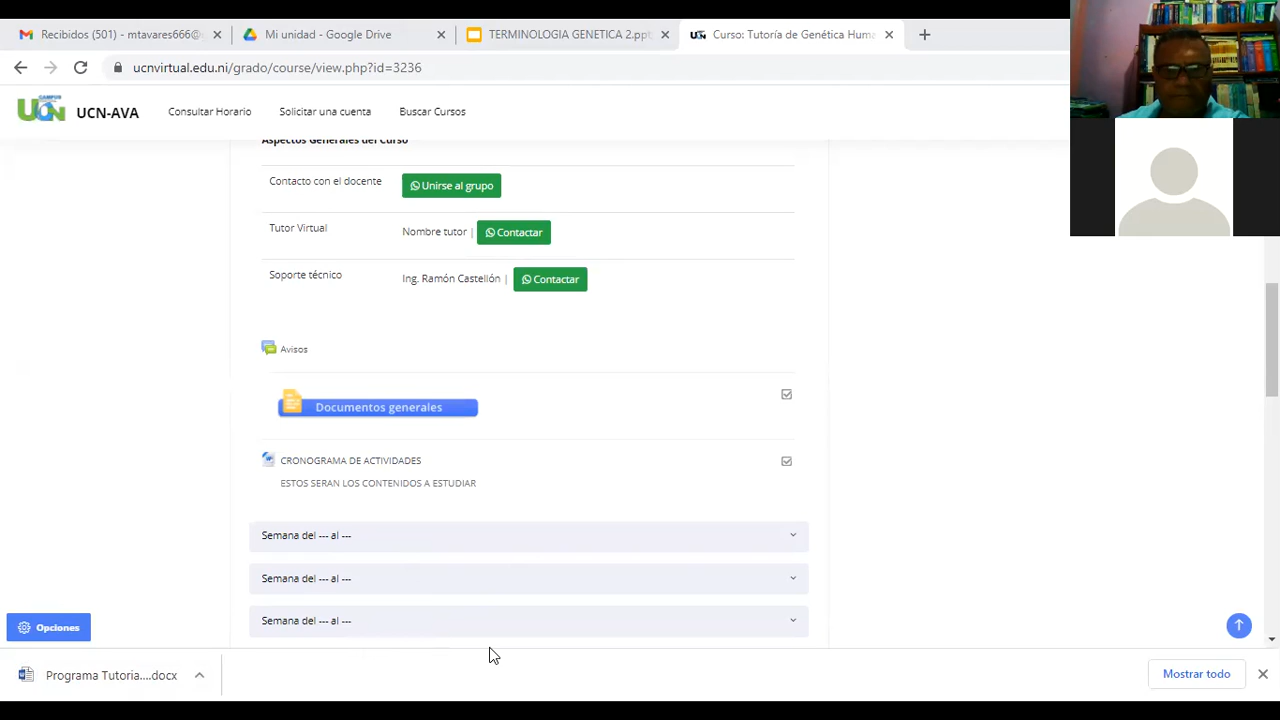 Recibidos (501) - mtavares666@
Mi unidad - Google Drive
TERMINOLOGIA GENETICA 2.ppt
Curso: Tutoría de Genética Hum
ucnvirtual.edu.ni/grado/course/view.php?id=3236
CAMPUS
UCN
UCN-AVA
Consultar Horario
Solicitar una cuenta
Buscar Cursos
Aspectos Generales del Curso
Contacto con el docente
Unirse al grupo
Tutor Virtual
Nombre tutor |
Contactar
Soporte técnico
Ing. Ramón Castellón |
Contactar
Avisos
Documentos generales
CRONOGRAMA DE ACTIVIDADES
ESTOS SERAN LOS CONTENIDOS A ESTUDIAR
Semana del --- al ---
Semana del --- al ---
Semana del --- al ---
Opciones
Programa Tutoria....docx
Mostrar todo